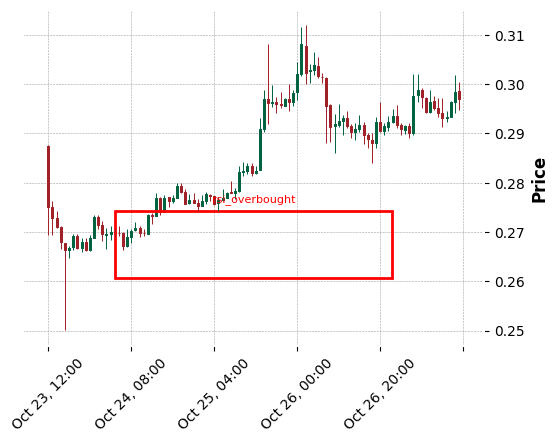 0.31
0.30
0.29
0.28
0.27
0.26
0.25
Price
_overbought
Oct 23, 12:00
Oct 24, 08:00
Oct 25, 04:00
Oct 26, 00:00
Oct 26, 20:00